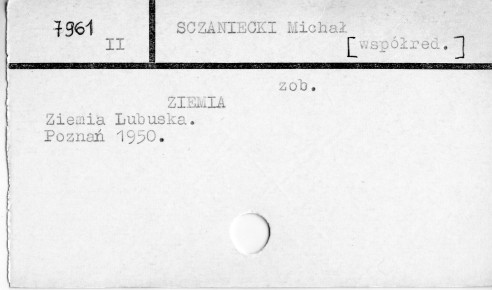 7961
II
SCZANIECKI Michał
[współred.]
zob.
ZIEMIA
Ziemia Lubuska.
Poznań 1950.